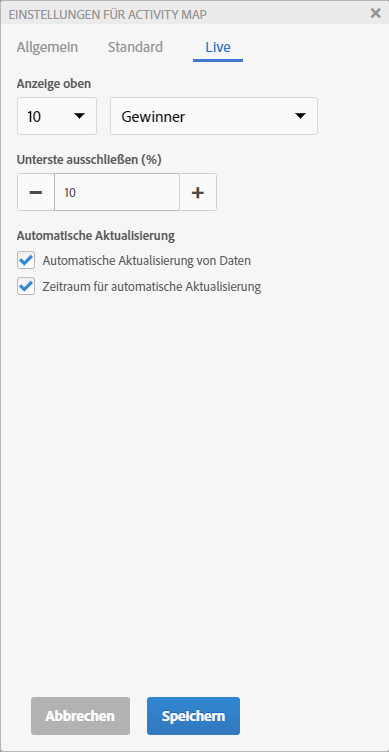 EINSTELLUNGEN FÜR ACTIVITY MAP
Allgemein Standard Live
Anzeige oben
10 Gewinner
Unterste ausschließen (%)
10
Automatische Aktualisierung
Automatische Aktualisierung von Daten
Zeitraum für automatische Aktualisierung
Abbrechen Speichern